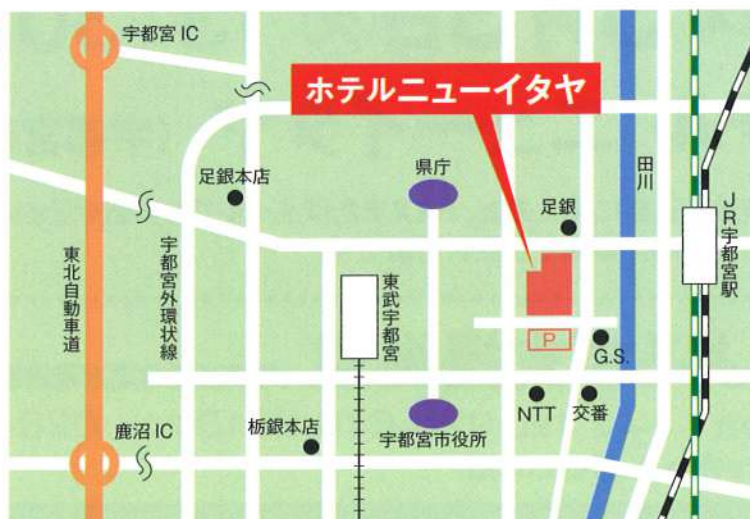 宇都宮 IC
ホテルニューイタヤ
足銀本店
県庁
足銀
田川
JR宇都宮駅
東北自動車道
宇都宮外環状線
東武宇都宮
P
G.S.
鹿沼 IC
栃銀本店
宇都宮市役所
NTT
交番